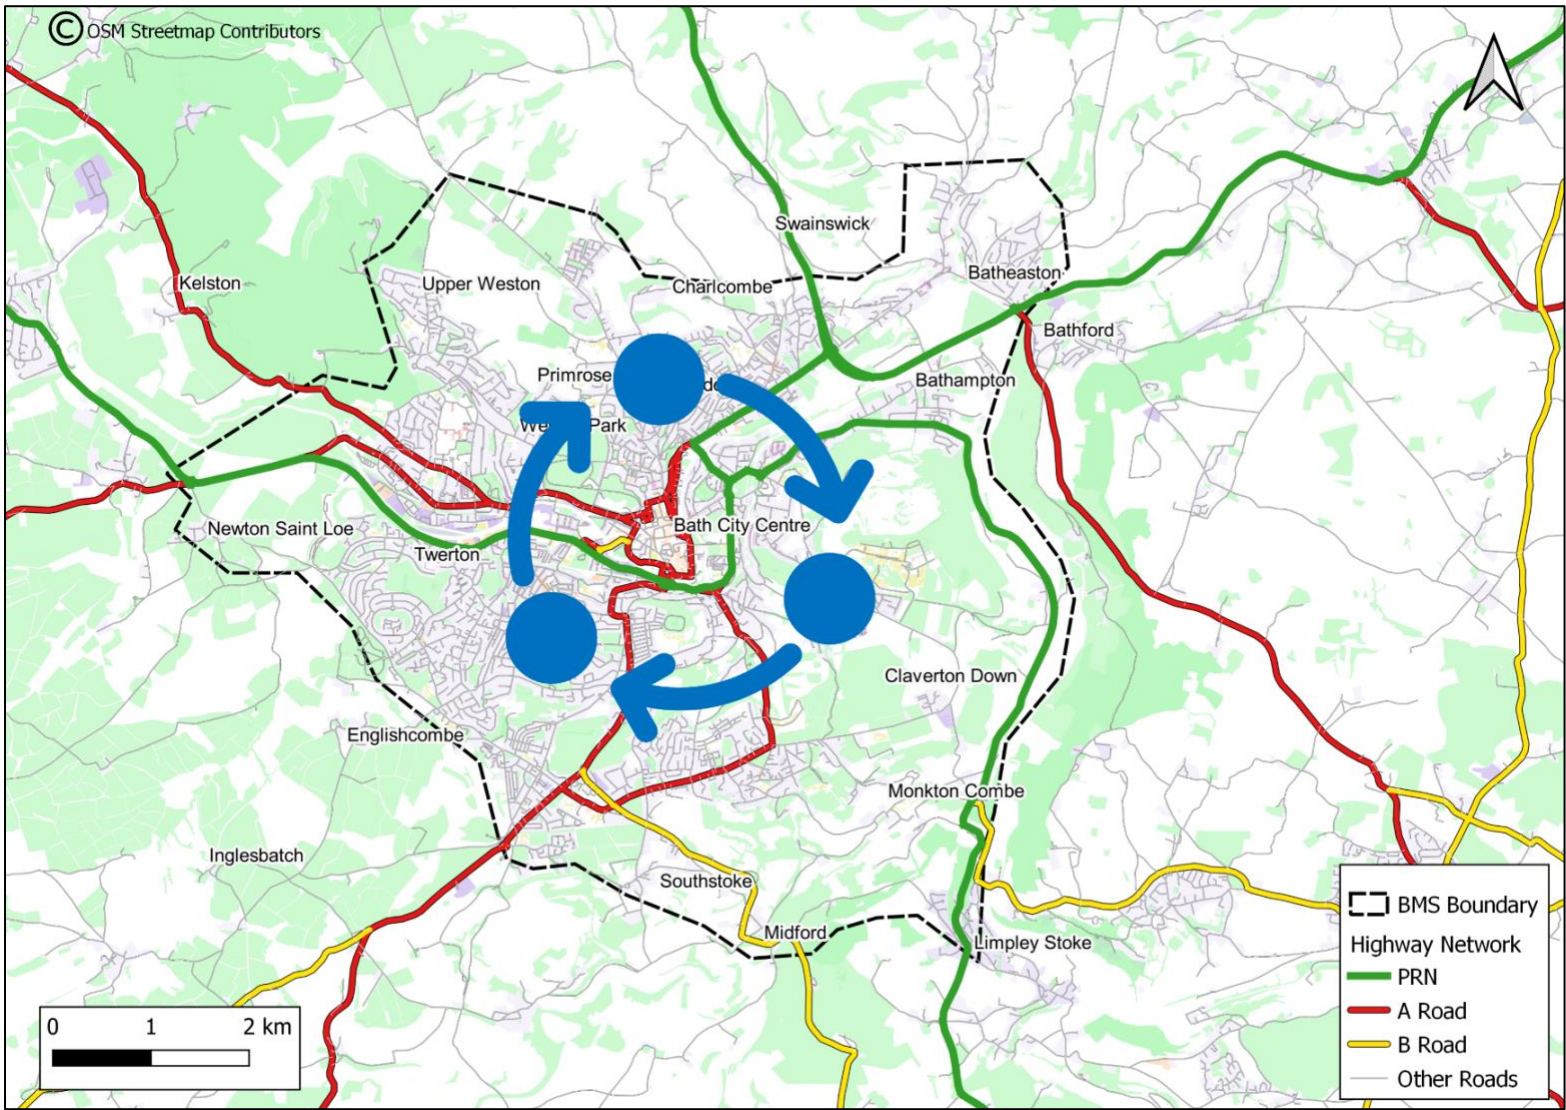 © OSM Streetmap Contributors
Swainswick
Batheaston
Kelston
Upper Weston
Charlcombe
Bathford
Primrose
Bathampton
Park
Bath City Centre
Newton Saint Loe
Twerton
Claverton Down
Englishcombe
Monkton Combe
Inglesbatch
Southstoke
Midford
Limpley Stoke
0 1 2 km
BMS Boundary
Highway Network
PRN
A Road
B Road
Other Roads